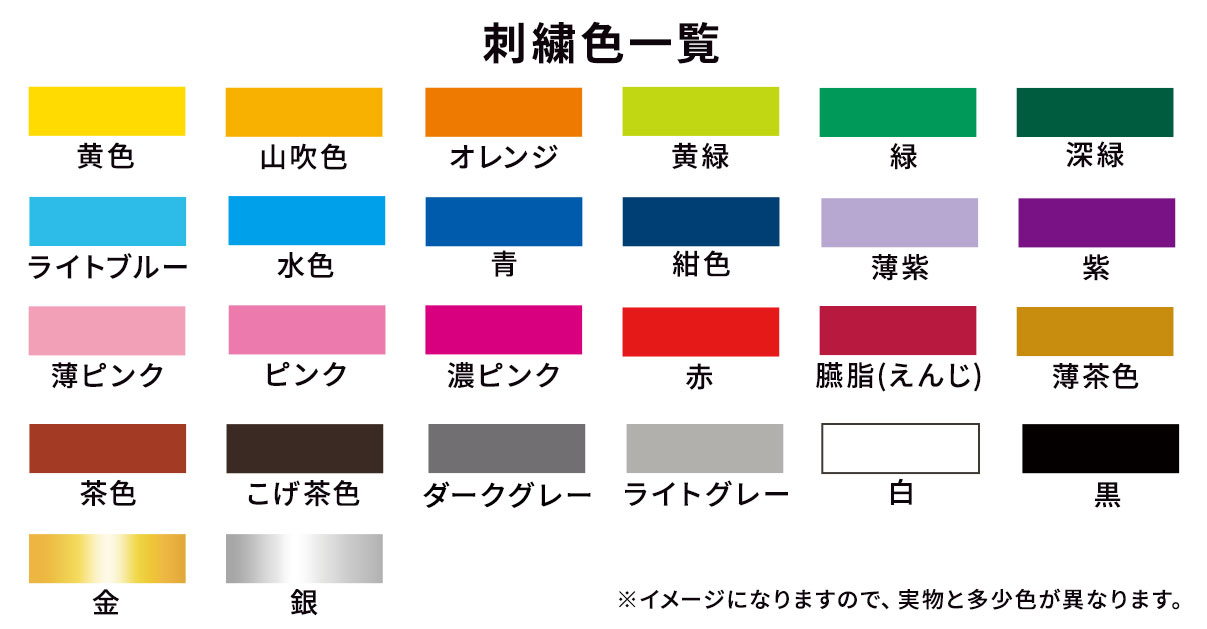 刺繍色一覧
黄色 山吹色 オレンジ 黄緑 緑 深緑
ライトブルー 水色 青 紺色 薄紫 紫
薄ピンク ピンク 濃ピンク 赤 臙脂(えんじ) 薄茶色
茶色 こげ茶色 ダークグレー ライトグレー 白 黒
金 銀
※イメージになりますので、実物と多少色が異なります。